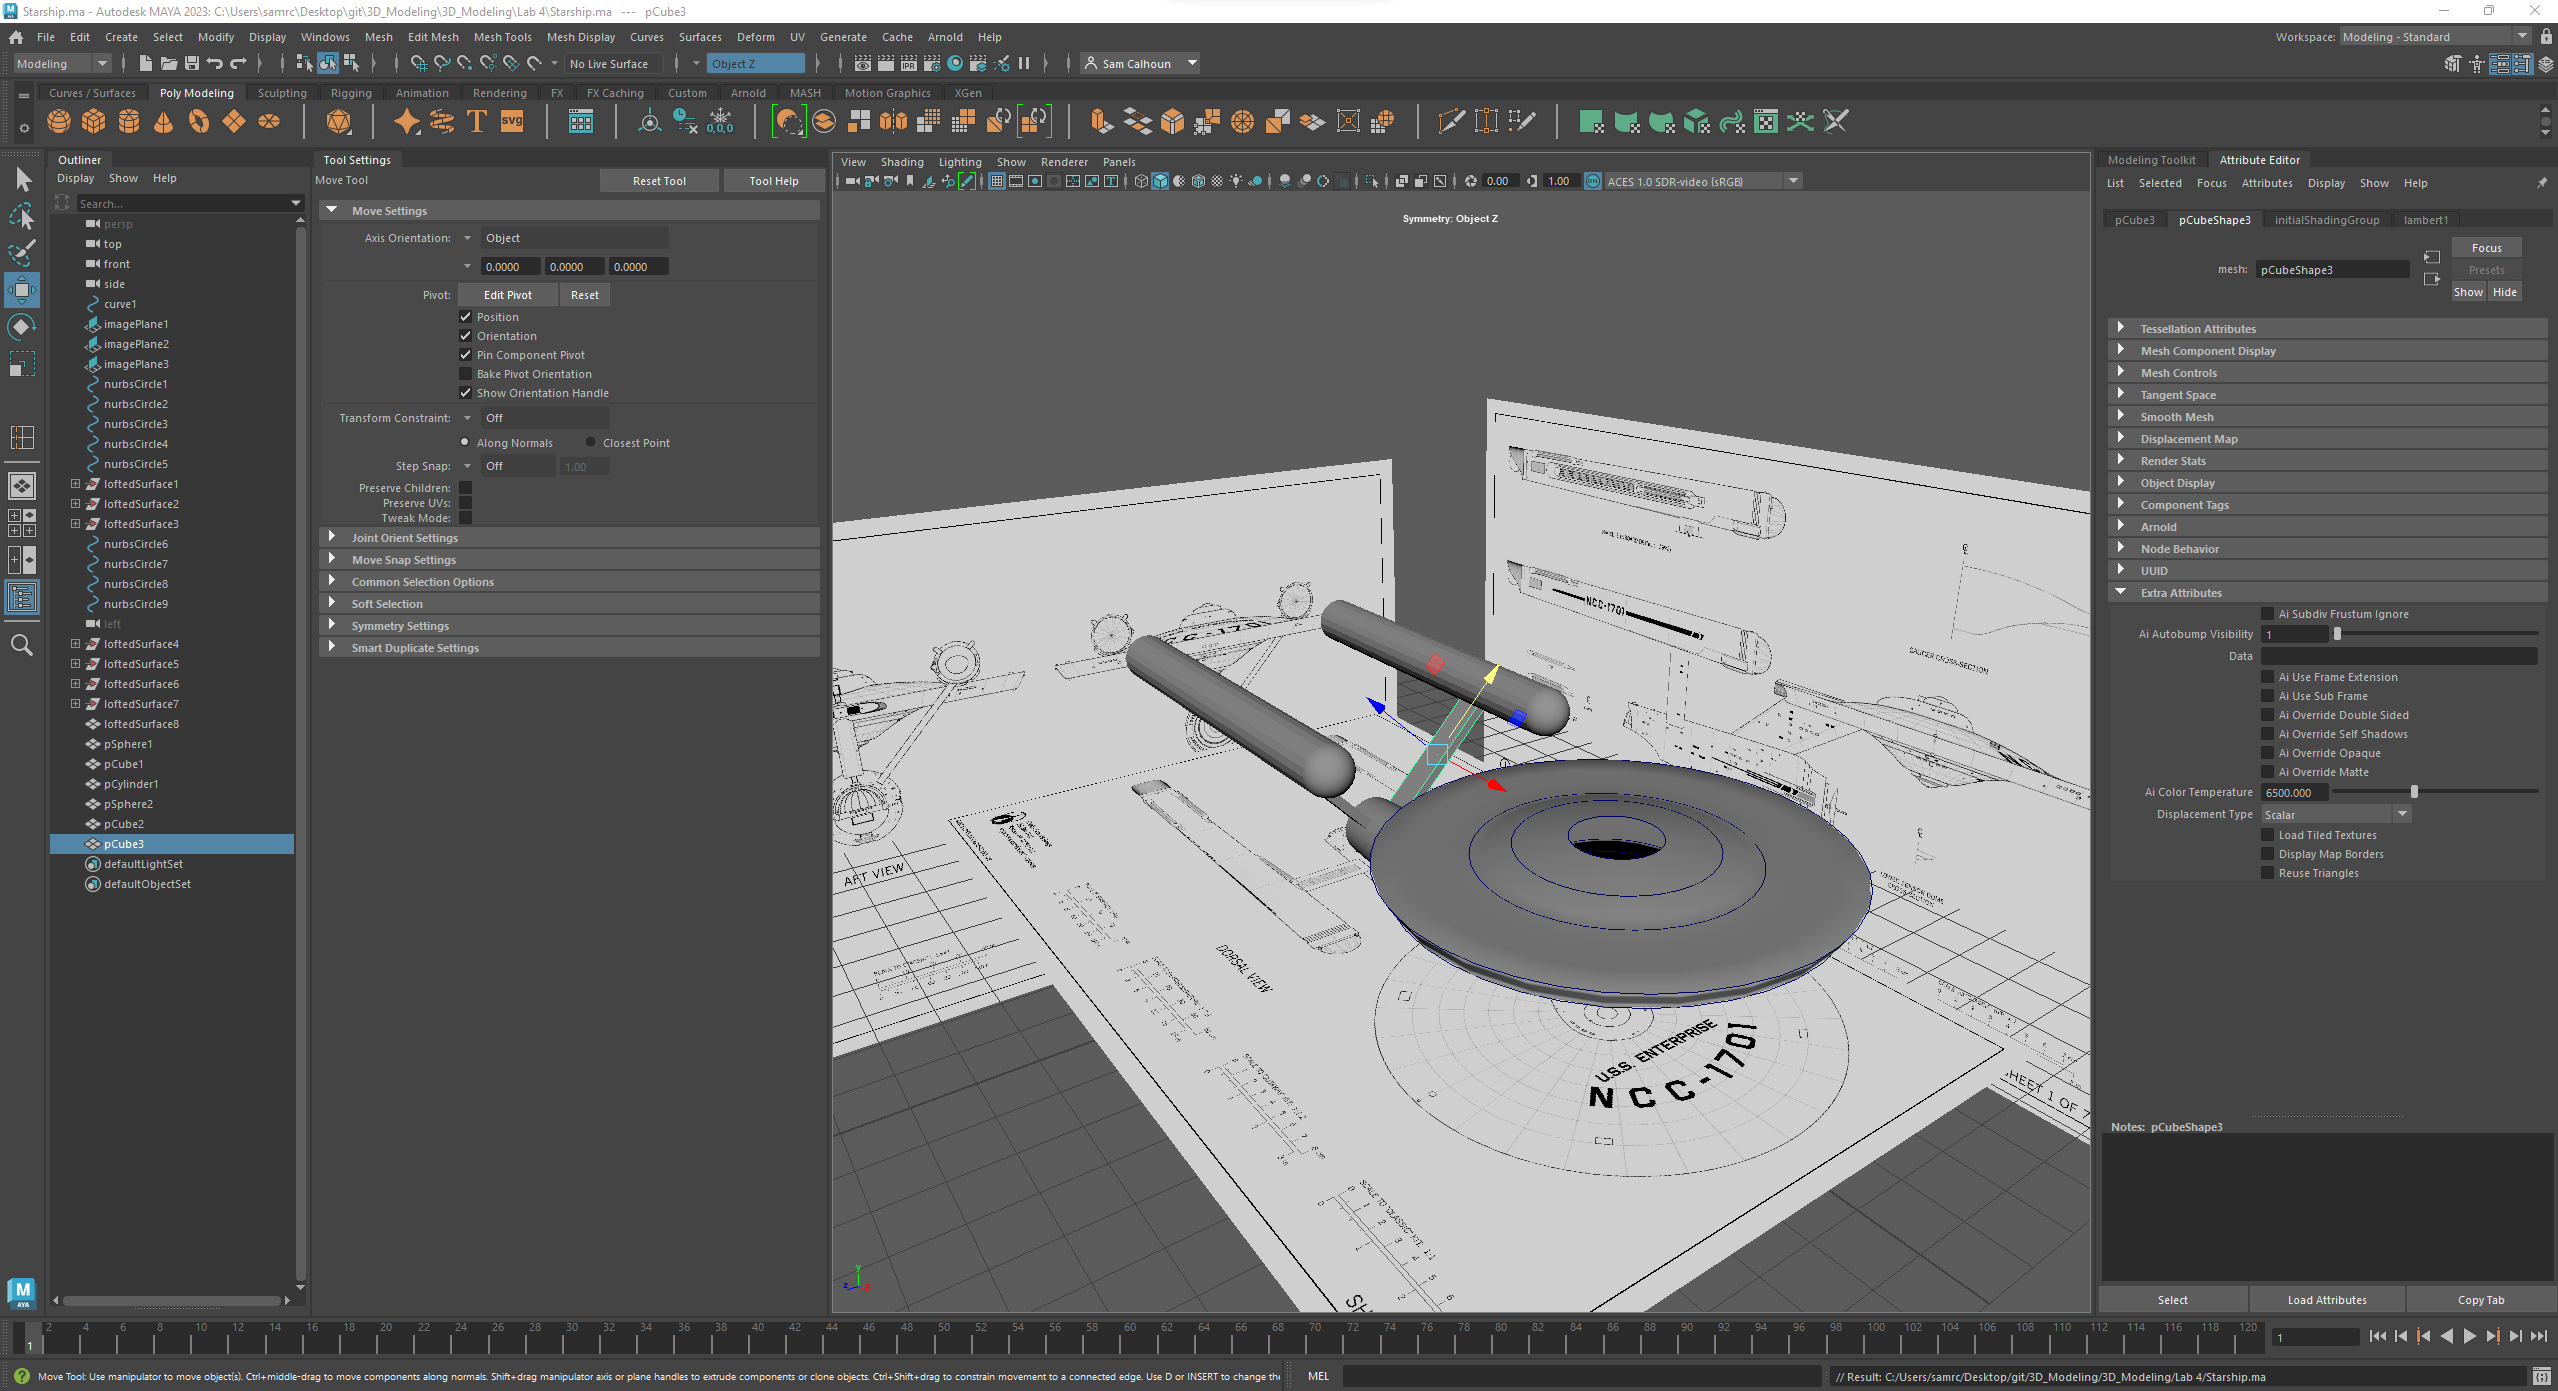 Starship.ma - Autodesk MAYA 2023: C:\Users\samrc\Desktop\git\3D_Modeling\3D_Modeling\Lab 4\Starship.ma --- pCube3
File Edit Create Select Modify Display Windows Mesh Edit Mesh Mesh Tools Mesh Display Curves Surfaces Deform UV Generate Cache Arnold Help
Workspace: Modeling - Standard
Modeling
No Live Surface
Object Z
Sam Calhoun
Curves / Surfaces Poly Modeling Sculpting Rigging Animation Rendering FX FX Caching Custom Arnold MASH Motion Graphics XGen
Outliner
Display Show Help
Search...
persp
top
front
side
curve1
imagePlane1
imagePlane2
imagePlane3
nurbsCircle1
nurbsCircle2
nurbsCircle3
nurbsCircle4
nurbsCircle5
loftedSurface1
loftedSurface2
loftedSurface3
nurbsCircle6
nurbsCircle7
nurbsCircle8
nurbsCircle9
left
loftedSurface4
loftedSurface5
loftedSurface6
loftedSurface7
loftedSurface8
pSphere1
pCube1
pCylinder1
pSphere2
pCube2
pCube3
defaultLightSet
defaultObjectSet
Tool Settings
Move Tool
Reset Tool Tool Help
Move Settings
Axis Orientation: Object
0.0000 0.0000 0.0000
Pivot: Edit Pivot Reset
Position
Orientation
Pin Component Pivot
Bake Pivot Orientation
Show Orientation Handle
Transform Constraint: Off
Along Normals Closest Point
Step Snap: Off 1.00
Preserve Children:
Preserve UVs:
Tweak Mode:
Joint Orient Settings
Move Snap Settings
Common Selection Options
Soft Selection
Symmetry Settings
Smart Duplicate Settings
View Shading Lighting Show Renderer Panels
0.00 1.00 ACES 1.0 SDR-video (sRGB)
Symmetry: Object Z
NCC-1701
SAUCER CROSS-SECTION
AFT VIEW
DORSAL VIEW
U.S.S. ENTERPRISE
NCC-1701
SHEET 1 OF 7
Modeling Toolkit Attribute Editor
List Selected Focus Attributes Display Show Help
pCube3 pCubeShape3 initialShadingGroup lambert1
mesh: pCubeShape3
Focus
Presets
Show Hide
Tessellation Attributes
Mesh Component Display
Mesh Controls
Tangent Space
Smooth Mesh
Displacement Map
Render Stats
Object Display
Component Tags
Arnold
Node Behavior
UUID
Extra Attributes
Ai Subdiv Frustum Ignore
Ai Autobump Visibility 1
Data
Ai Use Frame Extension
Ai Use Sub Frame
Ai Override Double Sided
Ai Override Self Shadows
Ai Override Opaque
Ai Override Matte
Ai Color Temperature 6500.000
Displacement Type Scalar
Load Tiled Textures
Display Map Borders
Reuse Triangles
Notes: pCubeShape3
Select Load Attributes Copy Tab
2 4 6 8 10 12 14 16 18 20 22 24 26 28 30 32 34 36 38 40 42 44 46 48 50 52 54 56 58 60 62 64 66 68 70 72 74 76 78 80 82 84 86 88 90 92 94 96 98 100 102 104 106 108 110 112 114 116 118 120
1
1
Move Tool: Use manipulator to move object(s). Ctrl+middle-drag to move components along normals. Shift+drag manipulator axis or plane handles to extrude components or clone objects. Ctrl+Shift+drag to constrain movement to a connected edge. Use D or INSERT to change the
MEL
// Result: C:/Users/samrc/Desktop/git/3D_Modeling/3D_Modeling/Lab 4/Starship.ma